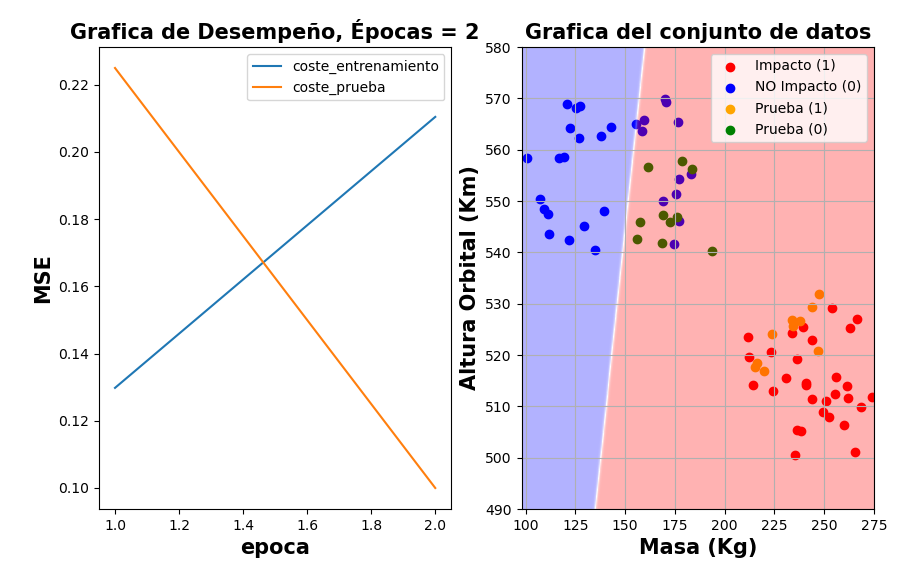 Grafica de Desempeño, Épocas = 2
coste_entrenamiento
coste_prueba
0.22
0.20
0.18
0.16
0.14
0.12
0.10
MSE
1.0 1.2 1.4 1.6 1.8 2.0
epoca
Grafica del conjunto de datos
Impacto (1)
NO Impacto (0)
Prueba (1)
Prueba (0)
580
570
560
550
540
530
520
510
500
490
Altura Orbital (Km)
100 125 150 175 200 225 250 275
Masa (Kg)